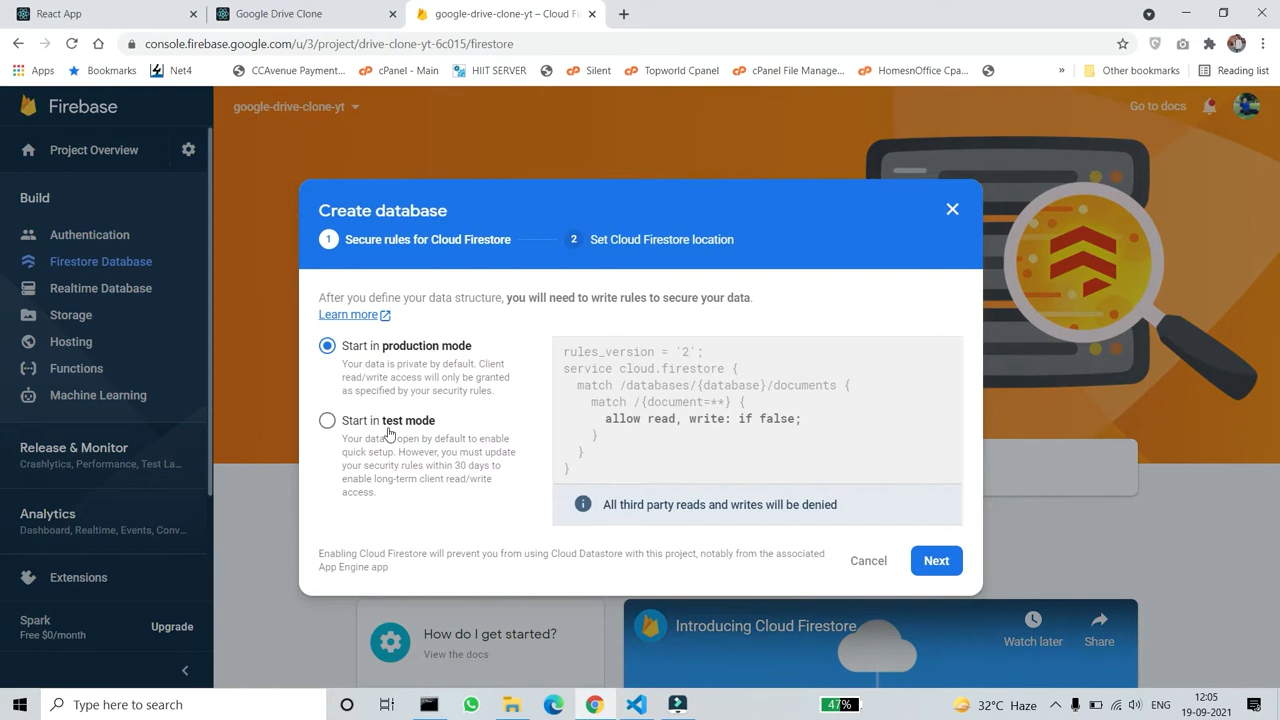 React App
Google Drive Clone
google-drive-clone-yt – Cloud Fi
console.firebase.google.com/u/3/project/drive-clone-yt-6c015/firestore
Apps
Bookmarks
Net4
CCAvenue Payment...
cPanel - Main
HIIT SERVER
Silent
Topworld Cpanel
cPanel File Manage...
HomesnOffice Cpa...
»
Other bookmarks
Reading list
Firebase
google-drive-clone-yt
Go to docs
Project Overview
Build
Authentication
Firestore Database
Realtime Database
Storage
Hosting
Functions
Machine Learning
Release & Monitor
Crashlytics, Performance, Test La...
Analytics
Dashboard, Realtime, Events, Conv...
Extensions
Spark
Free $0/month
Upgrade
Create database
1 Secure rules for Cloud Firestore
2 Set Cloud Firestore location
After you define your data structure, you will need to write rules to secure your data.
Learn more
Start in production mode
Your data is private by default. Client
read/write access will only be granted
as specified by your security rules.
Start in test mode
Your data open by default to enable
quick setup. However, you must update
your security rules within 30 days to
enable long-term client read/write
access.
rules_version = '2';
service cloud.firestore {
match /databases/{database}/documents {
match /{document=**} {
allow read, write: if false;
}
}
}
All third party reads and writes will be denied
Enabling Cloud Firestore will prevent you from using Cloud Datastore with this project, notably from the associated
App Engine app
Cancel
Next
How do I get started?
View the docs
Introducing Cloud Firestore
Watch later
Share
Type here to search
47%
32°C Haze
ENG
12:05
19-09-2021